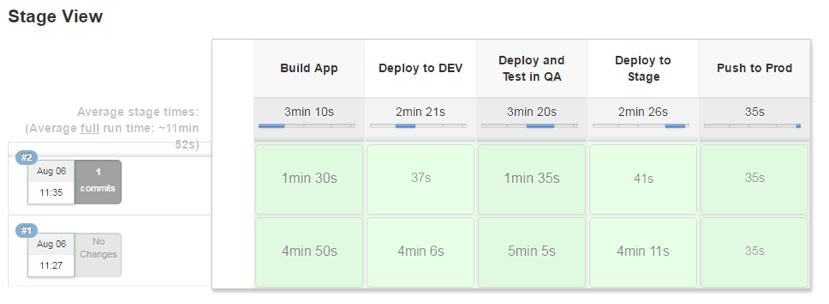 Stage View
Build App
Deploy to DEV
Deploy and
Test in QA
Deploy to
Stage
Push to Prod
Average stage times:
(Average full run time: ~11min
52s)
3min 10s
2min 21s
3min 20s
2min 26s
35s
#2
Aug 06
11:35
1
commits
1min 30s
37s
1min 35s
41s
35s
#1
Aug 06
11:27
No
Changes
4min 50s
4min 6s
5min 5s
4min 11s
35s